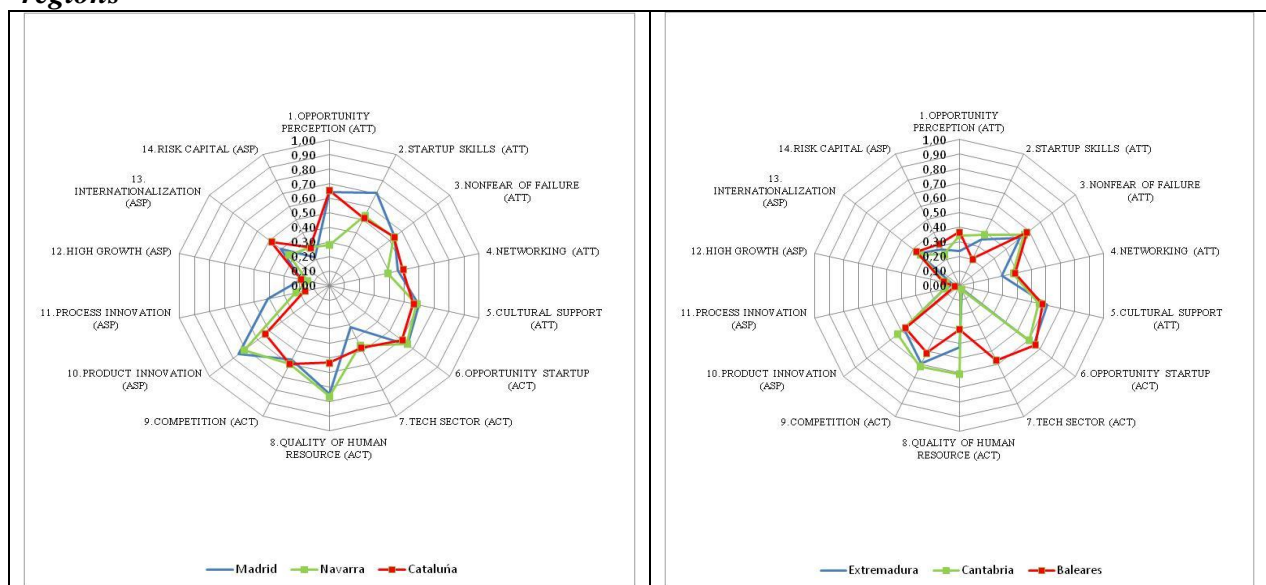 regions
1.OPPORTUNITY
PERCEPTION (ATT)
1,00
0,90
0,80
0,70
0,60
0,50
0,40
0,30
0,20
0,10
0,00
2.STARTUP SKILLS (ATT)
3.NONFEAR OF FAILURE
(ATT)
4.NETWORKING (ATT)
5.CULTURAL SUPPORT
(ATT)
6.OPPORTUNITY STARTUP
(ACT)
7.TECH SECTOR (ACT)
8.QUALITY OF HUMAN
RESOURCE (ACT)
9.COMPETITION (ACT)
10.PRODUCT INNOVATION
(ASP)
11.PROCESS INNOVATION
(ASP)
12.HIGH GROWTH (ASP)
13.
INTERNATIONALIZATION
(ASP)
14.RISK CAPITAL (ASP)
Madrid Navarra Cataluña
1.OPPORTUNITY
PERCEPTION (ATT)
1,00
0,90
0,80
0,70
0,60
0,50
0,40
0,30
0,20
0,10
0,00
2.STARTUP SKILLS (ATT)
3.NONFEAR OF FAILURE
(ATT)
4.NETWORKING (ATT)
5.CULTURAL SUPPORT
(ATT)
6.OPPORTUNITY STARTUP
(ACT)
7.TECH SECTOR (ACT)
8.QUALITY OF HUMAN
RESOURCE (ACT)
9.COMPETITION (ACT)
10.PRODUCT INNOVATION
(ASP)
11.PROCESS INNOVATION
(ASP)
12.HIGH GROWTH (ASP)
13.
INTERNATIONALIZATION
(ASP)
14.RISK CAPITAL (ASP)
Extremadura Cantabria Baleares